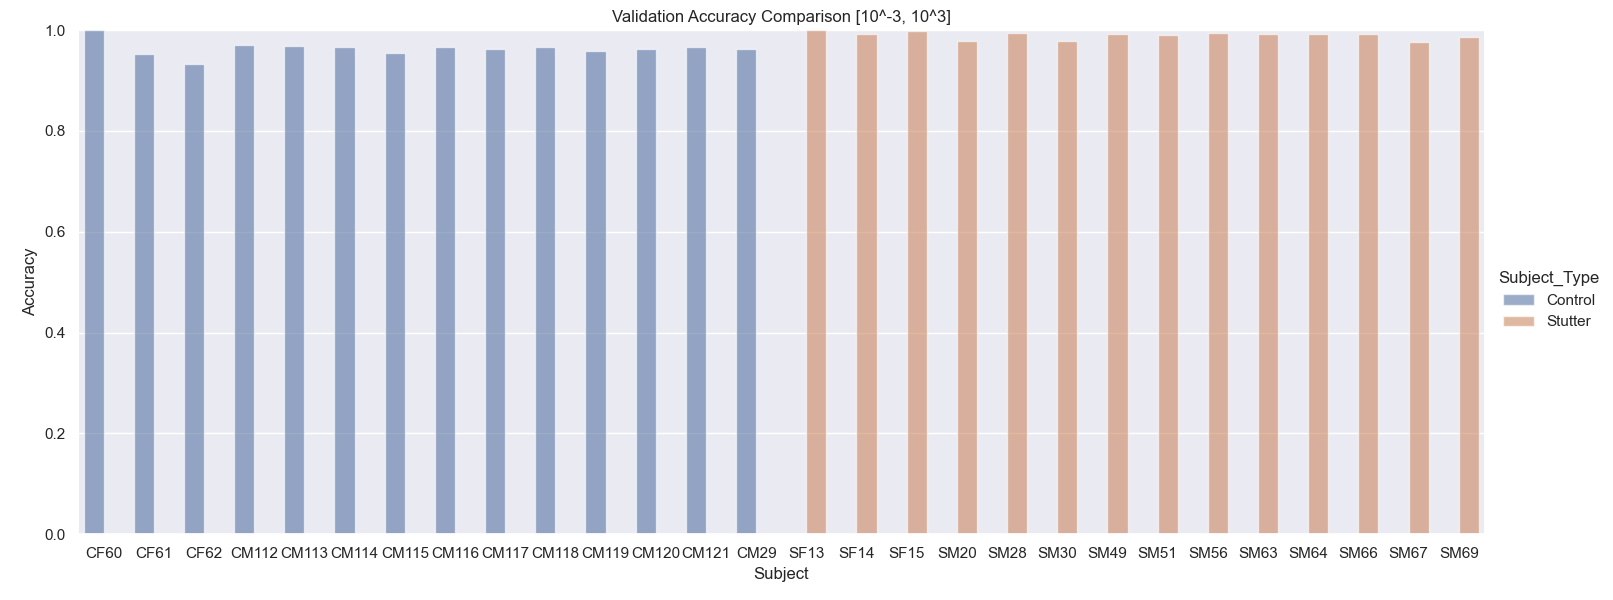 Validation Accuracy Comparison [10^-3, 10^3]
1.0
0.8
0.6
0.4
0.2
0.0
Accuracy
CF60 CF61 CF62 CM112 CM113 CM114 CM115 CM116 CM117 CM118 CM119 CM120 CM121 CM29 SF13 SF14 SF15 SM20 SM28 SM30 SM49 SM51 SM56 SM63 SM64 SM66 SM67 SM69
Subject
Subject_Type
Control
Stutter